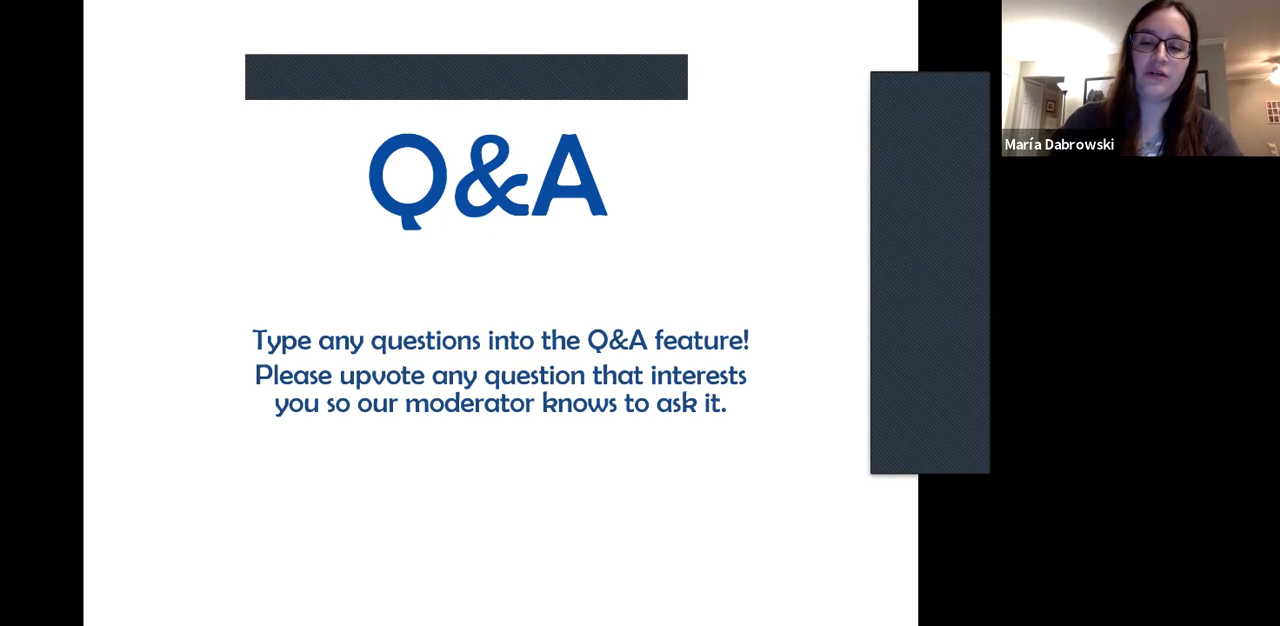 Q&A
Type any questions into the Q&A feature!
Please upvote any question that interests
you so our moderator knows to ask it.
María Dabrowski